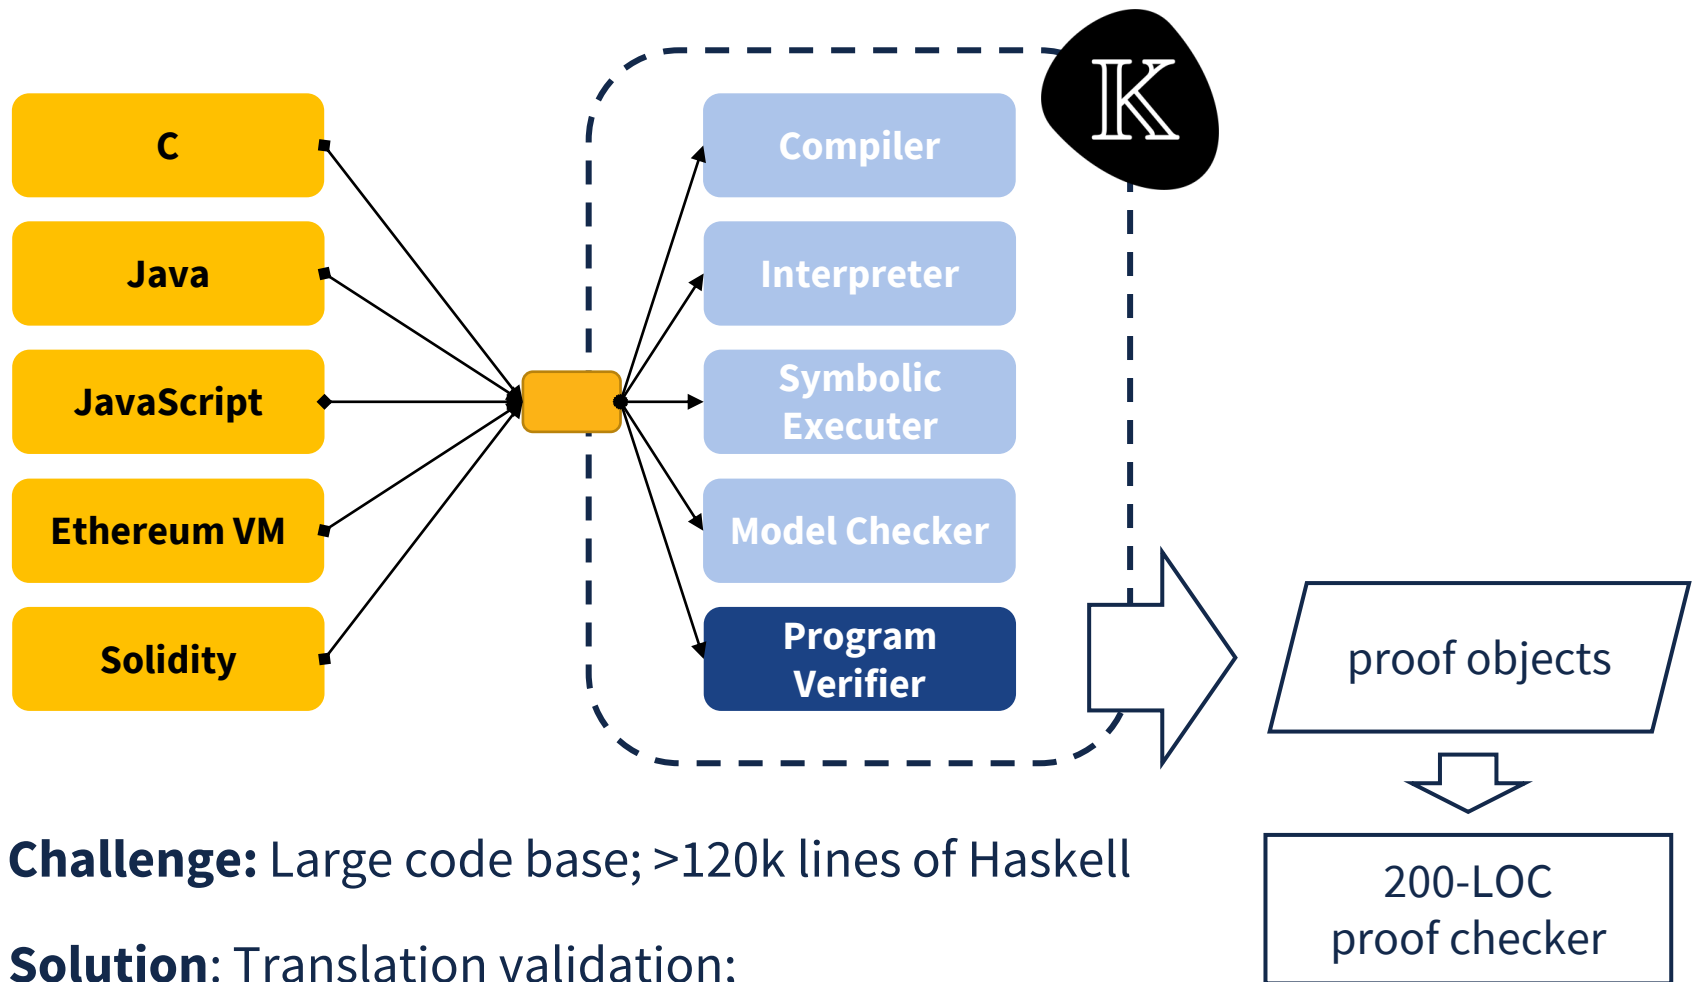 C
Java
JavaScript
Ethereum VM
Solidity
𝕂
Compiler
Interpreter
Symbolic
Executer
Model Checker
Program
Verifier
proof objects
200-LOC
proof checker
Challenge: Large code base; >120k lines of Haskell
Solution: Translation validation;